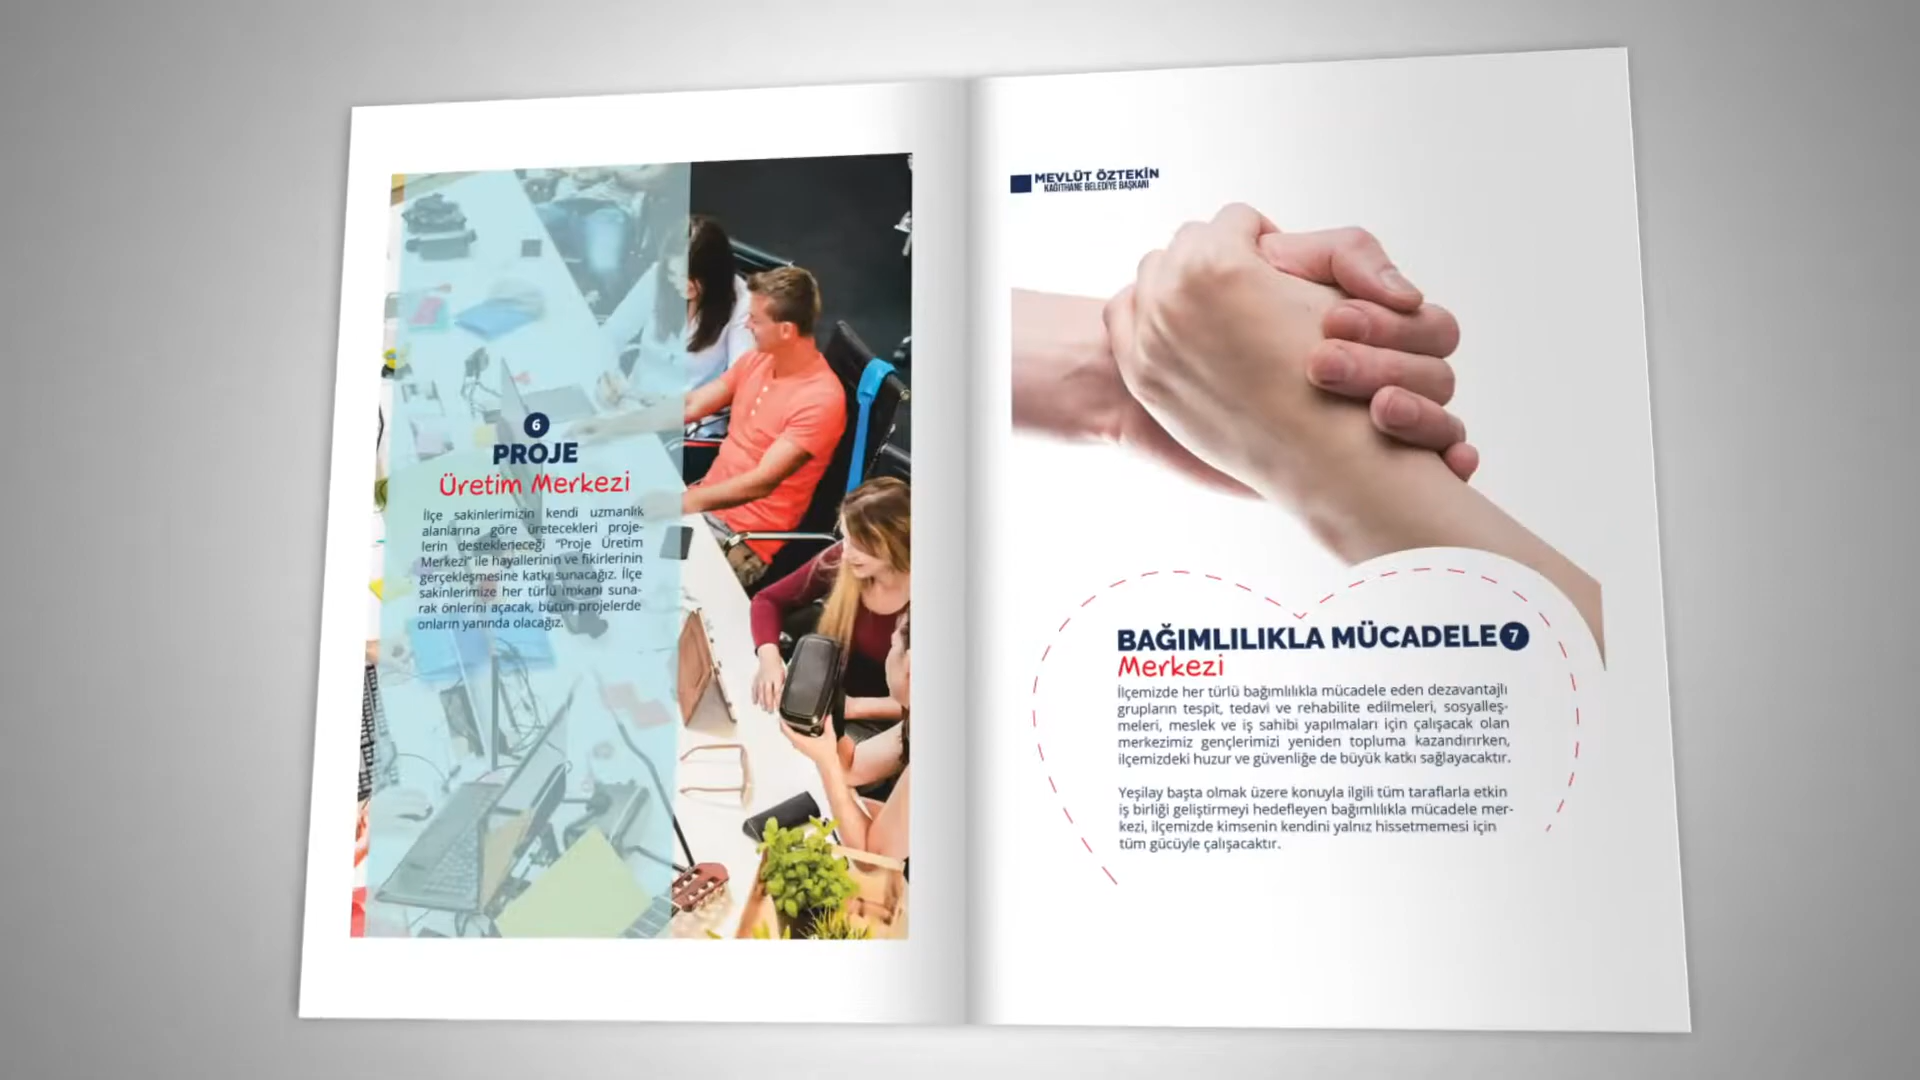 6
PROJE
Üretim Merkezi
İlçe sakinlerimizin kendi uzmanlık
alanlarına göre üretecekleri proje-
lerin destekleneceği "Proje Üretim
Merkezi" ile hayallerinin ve fikirlerinin
gerçekleşmesine katkı sunacağız. İlçe
sakinlerimize her türlü imkanı suna-
rak önlerini açacak, bütün projelerde
onların yanında olacağız.
MEVLÜT ÖZTEKİN
KAĞITHANE BELEDİYE BAŞKANI
BAĞIMLILIKLA MÜCADELE 7
Merkezi
İlçemizde her türlü bağımlılıkla mücadele eden dezavantajlı
grupların tespit, tedavi ve rehabilite edilmeleri, sosyalleş-
meleri, meslek ve iş sahibi yapılmaları için çalışacak olan
merkezimiz gençlerimizi yeniden topluma kazandırırken,
ilçemizdeki huzur ve güvenliğe de büyük katkı sağlayacaktır.
Yeşilay başta olmak üzere konuyla ilgili tüm taraflarla etkin
iş birliği geliştirmeyi hedefleyen bağımlılıkla mücadele mer-
kezi, ilçemizde kimsenin kendini yalnız hissetmemesi için
tüm gücüyle çalışacaktır.